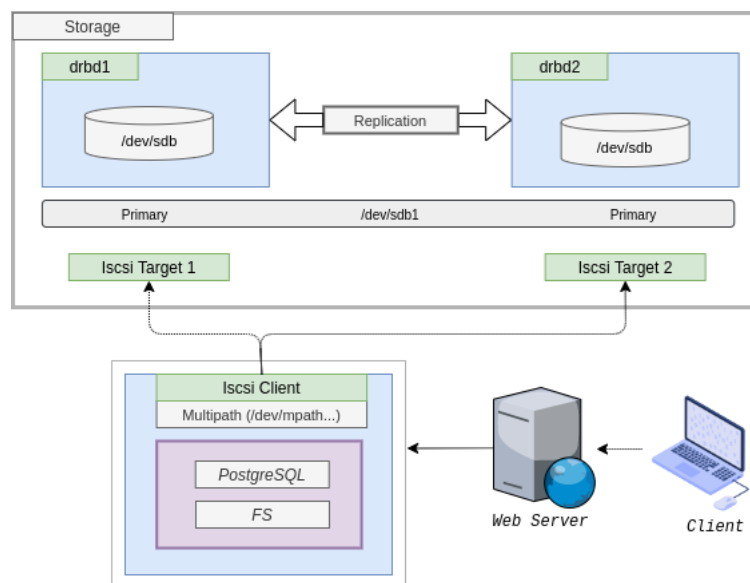 Storage
drbd1
drbd2
/dev/sdb
Replication
/dev/sdb
Primary /dev/sdb1 Primary
Iscsi Target 1
Iscsi Target 2
Iscsi Client
Multipath (/dev/mpath...)
PostgreSQL
FS
Web Server
Client